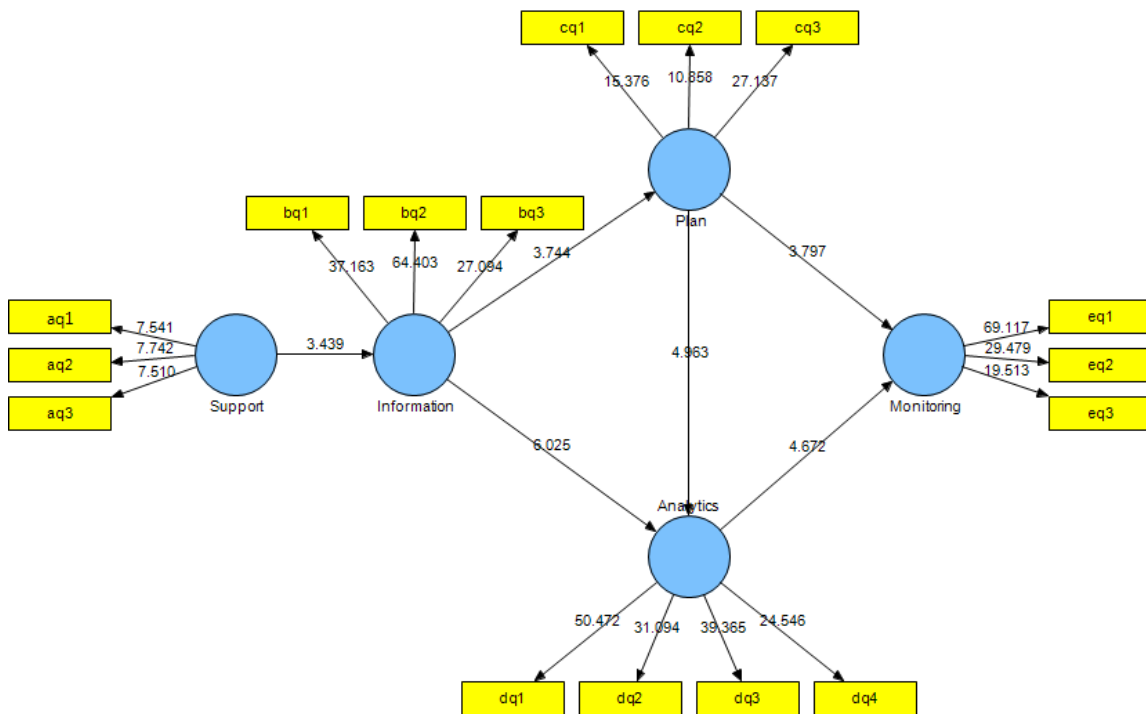 cq1
cq2
cq3
15.376
10.858
27.137
Plan
bq1
bq2
bq3
37.163
64.403
27.094
3.744
3.797
aq1
aq2
aq3
7.541
7.742
7.510
Support
3.439
Information
4.963
eq1
eq2
eq3
69.117
29.479
19.513
Monitoring
6.025
4.672
Analytics
50.472
31.094
39.365
24.546
dq1
dq2
dq3
dq4